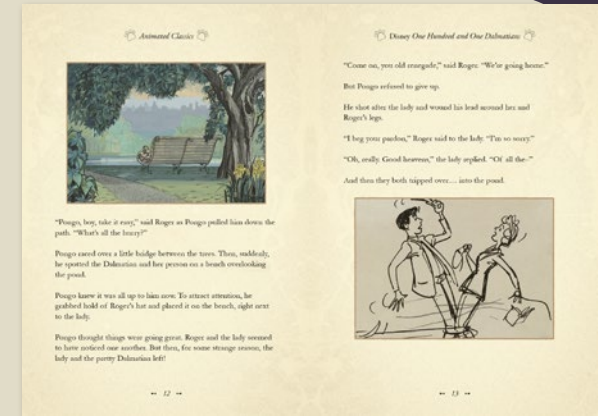 Animated Classics
"Pongo, boy, take it easy," said Roger as Pongo pulled him down the
path. "What's all the hurry?"
Pongo raced over a little bridge between the trees. Then, suddenly,
he spotted the Dalmatian and her person on a bench overlooking
the pond.
Pongo knew it was all up to him now. To attract attention, he
grabbed hold of Roger's hat and placed it on the bench, right next
to the lady.
Pongo thought things were going great. Roger and the lady seemed
to have noticed one another. But then, for some strange reason, the
lady and the pretty Dalmatian left!
12
Disney One Hundred and One Dalmatians
"Come on, you old renegade," said Roger. "We're going home."
But Pongo refused to give up.
He shot after the lady and wound his lead around her and
Roger's legs.
"I beg your pardon," Roger said to the lady. "I'm so sorry."
"Oh, really. Good heavens," the lady replied. "Of all the–"
And then they both tripped over… into the pond.
13